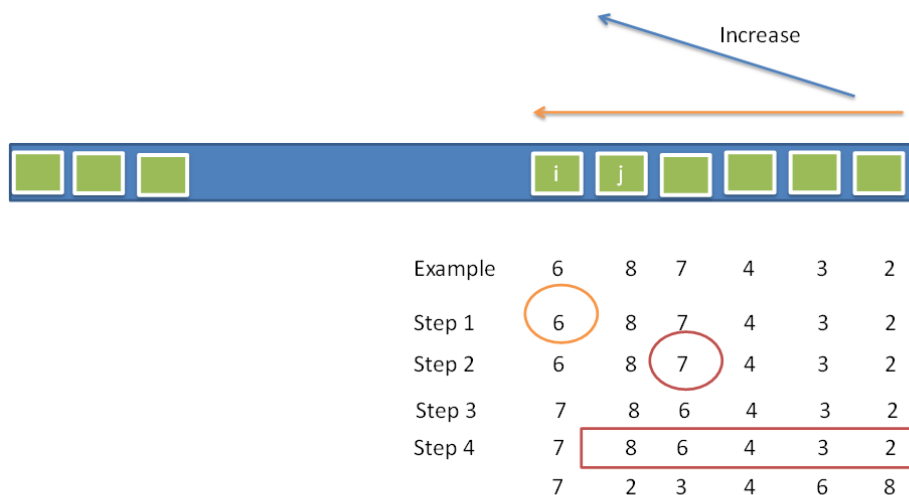 Increase
i j
Example 6 8 7 4 3 2
Step 1 6 8 7 4 3 2
Step 2 6 8 7 4 3 2
Step 3 7 8 6 4 3 2
Step 4 7 8 6 4 3 2
7 2 3 4 6 8